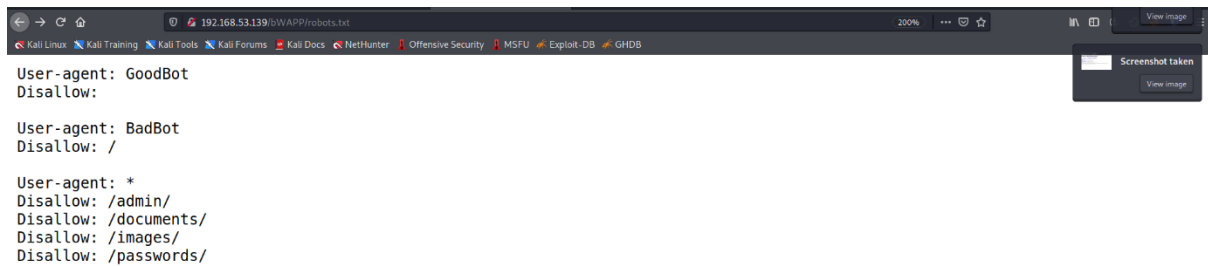 192.168.53.139/bWAPP/robots.txt
200%
View image
Kali Linux Kali Training Kali Tools Kali Forums Kali Docs NetHunter Offensive Security MSFU Exploit-DB GHDB
Screenshot taken
View image
User-agent: GoodBot
Disallow:
User-agent: BadBot
Disallow: /
User-agent: *
Disallow: /admin/
Disallow: /documents/
Disallow: /images/
Disallow: /passwords/